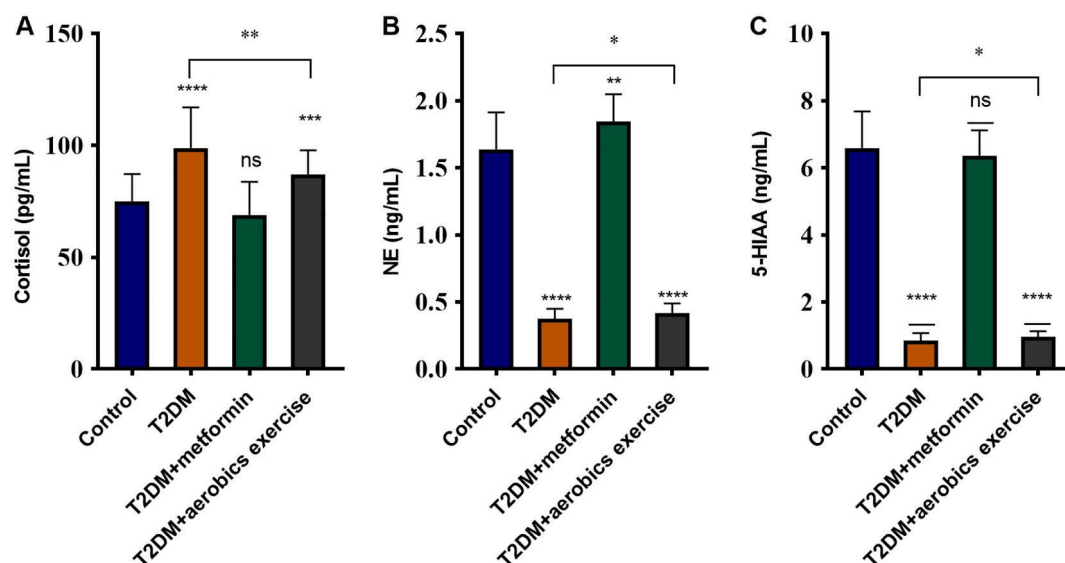 A
Cortisol (pg/mL)
150
100
50
0
**
****
ns
***
Control
T2DM
T2DM+metformin
T2DM+aerobics exercise
B
NE (ng/mL)
2.5
2.0
1.5
1.0
0.5
0.0
*
****
**
****
Control
T2DM
T2DM+metformin
T2DM+aerobics exercise
C
5-HIAA (ng/mL)
10
8
6
4
2
0
*
****
ns
****
Control
T2DM
T2DM+metformin
T2DM+aerobics exercise